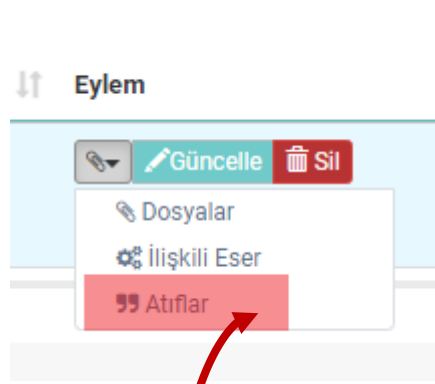 Eylem
Güncelle Sil
Dosyalar
İlişkili Eser
Atıflar